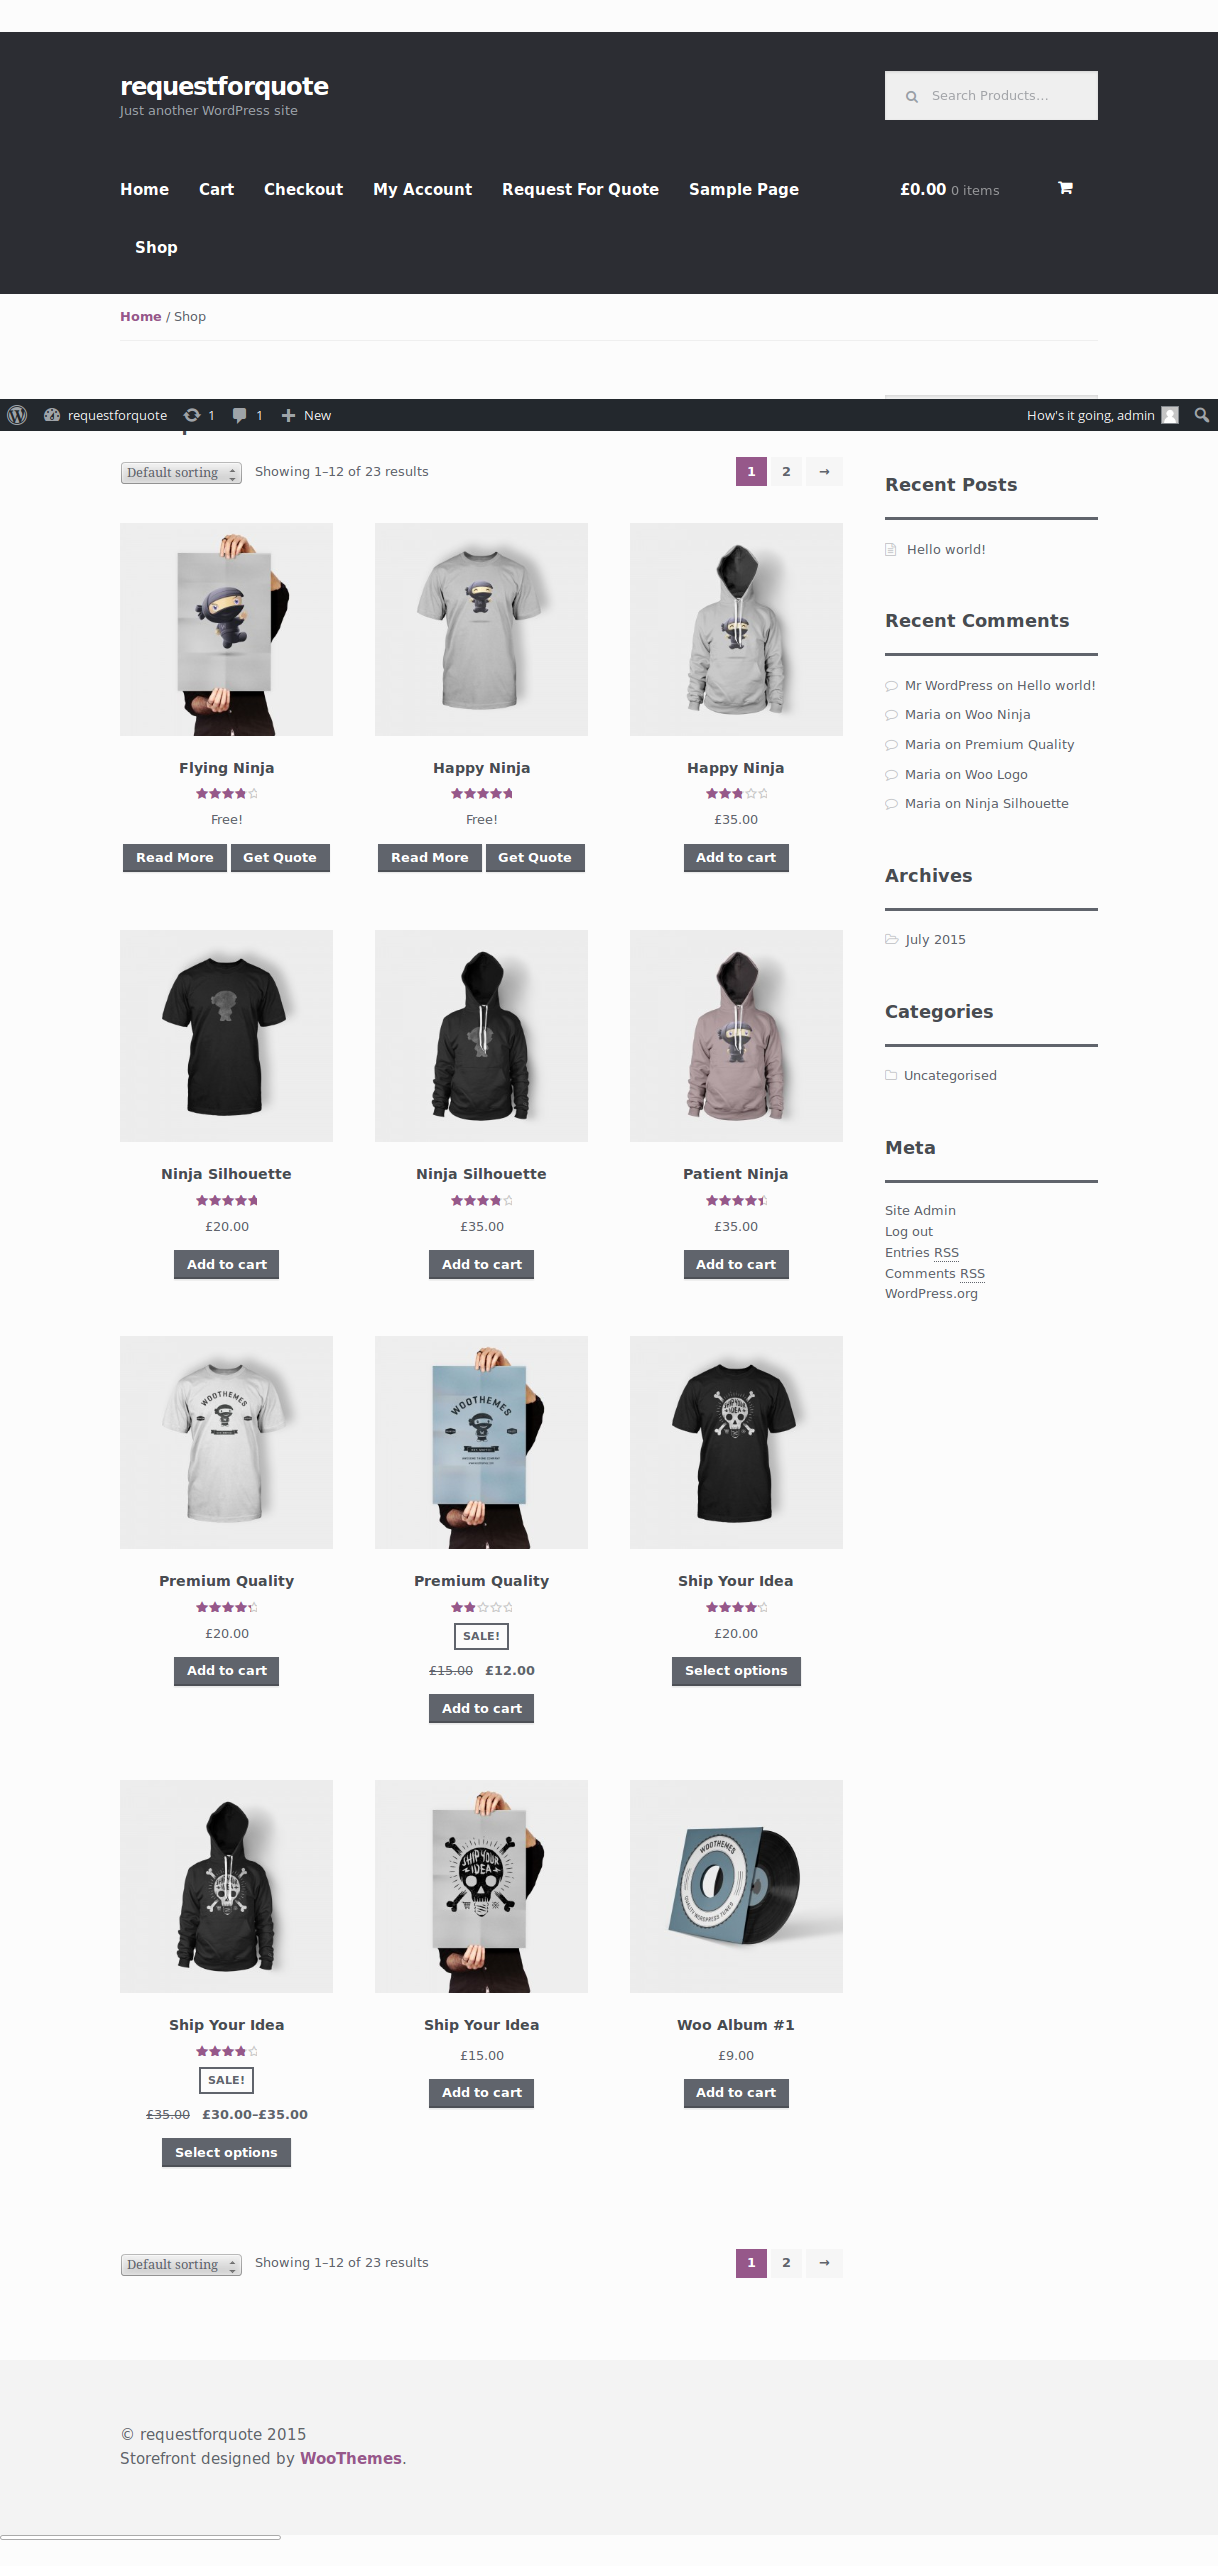 requestforquote
Just another WordPress site
Search Products...
Home Cart Checkout My Account Request For Quote Sample Page
£0.00 0 items
Shop
Home / Shop
requestforquote 1 1 New
How's it going, admin
Default sorting Showing 1–12 of 23 results
1 2 →
Recent Posts
Hello world!
Recent Comments
Mr WordPress on Hello world!
Maria on Woo Ninja
Maria on Premium Quality
Maria on Woo Logo
Maria on Ninja Silhouette
Archives
July 2015
Categories
Uncategorised
Meta
Site Admin
Log out
Entries RSS
Comments RSS
WordPress.org
Flying Ninja
Free!
Read More Get Quote
Happy Ninja
Free!
Read More Get Quote
Happy Ninja
£35.00
Add to cart
Ninja Silhouette
£20.00
Add to cart
Ninja Silhouette
£35.00
Add to cart
Patient Ninja
£35.00
Add to cart
WOOTHEMES
Premium Quality
£20.00
Add to cart
WOOTHEMES
Premium Quality
SALE!
£15.00 £12.00
Add to cart
SHIP YOUR
IDEA
Ship Your Idea
£20.00
Select options
Ship Your Idea
SALE!
£35.00 £30.00–£35.00
Select options
SHIP YOUR
IDEA
Ship Your Idea
£15.00
Add to cart
WOOTHEMES
Woo Album #1
£9.00
Add to cart
Default sorting Showing 1–12 of 23 results
1 2 →
© requestforquote 2015
Storefront designed by WooThemes.